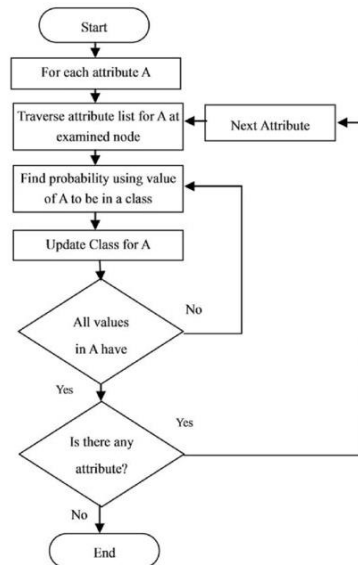 Start
For each attribute A
Traverse attribute list for A at
examined node
Next Attribute
Find probability using value
of A to be in a class
Update Class for A
No
All values
in A have
Yes
Yes
Is there any
attribute?
No
End